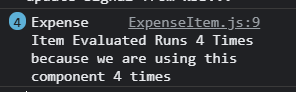 4 Expense ExpenseItem.js:9
Item Evaluated Runs 4 Times
because we are using this
component 4 times